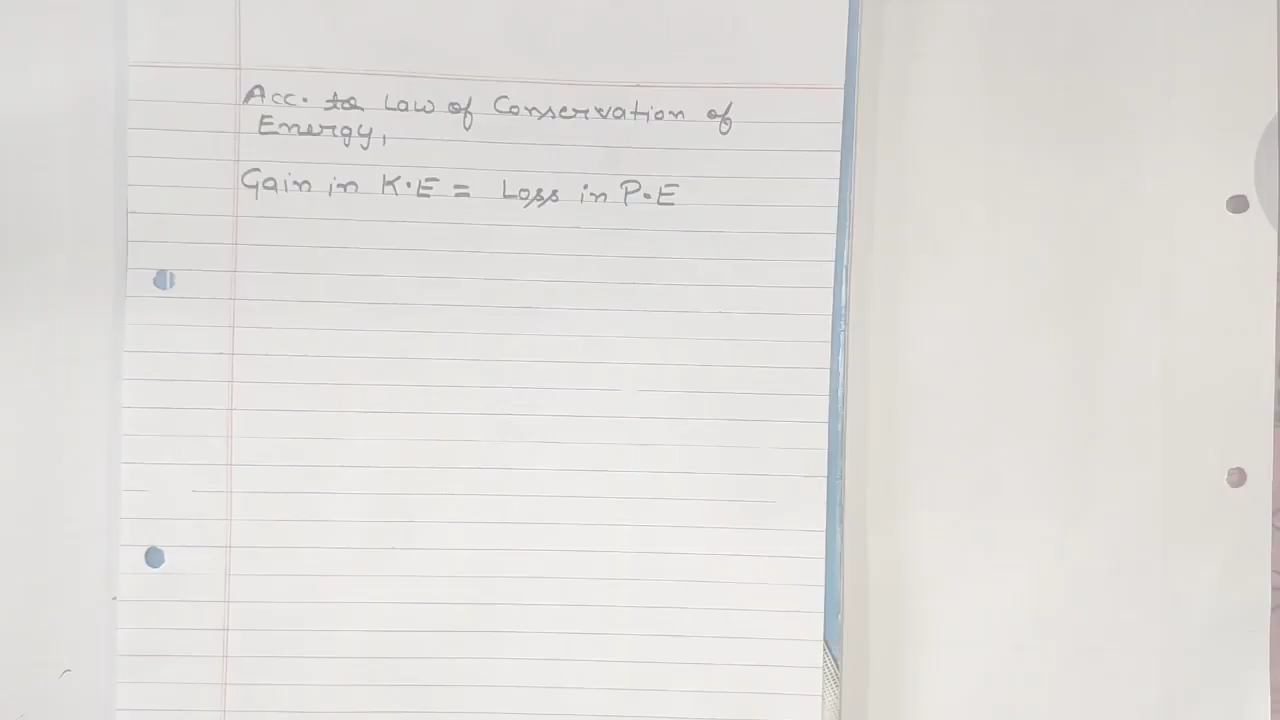 Acc. to Law of Conservation of
Energy,
Gain in K.E = Loss in P.E